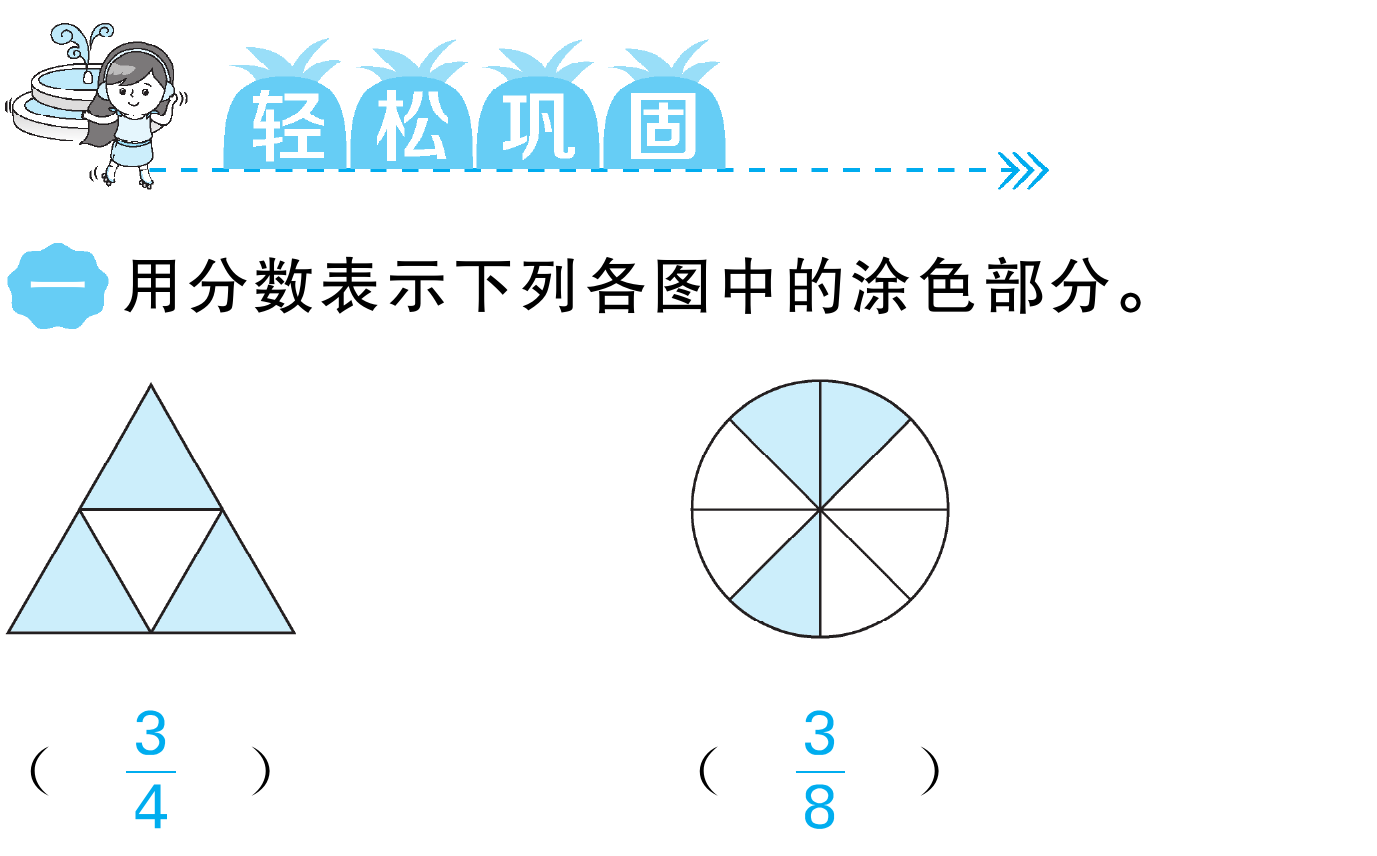 轻松巩固
一 用分数表示下列各图中的涂色部分。
3 3
( — ) ( — )
4 8